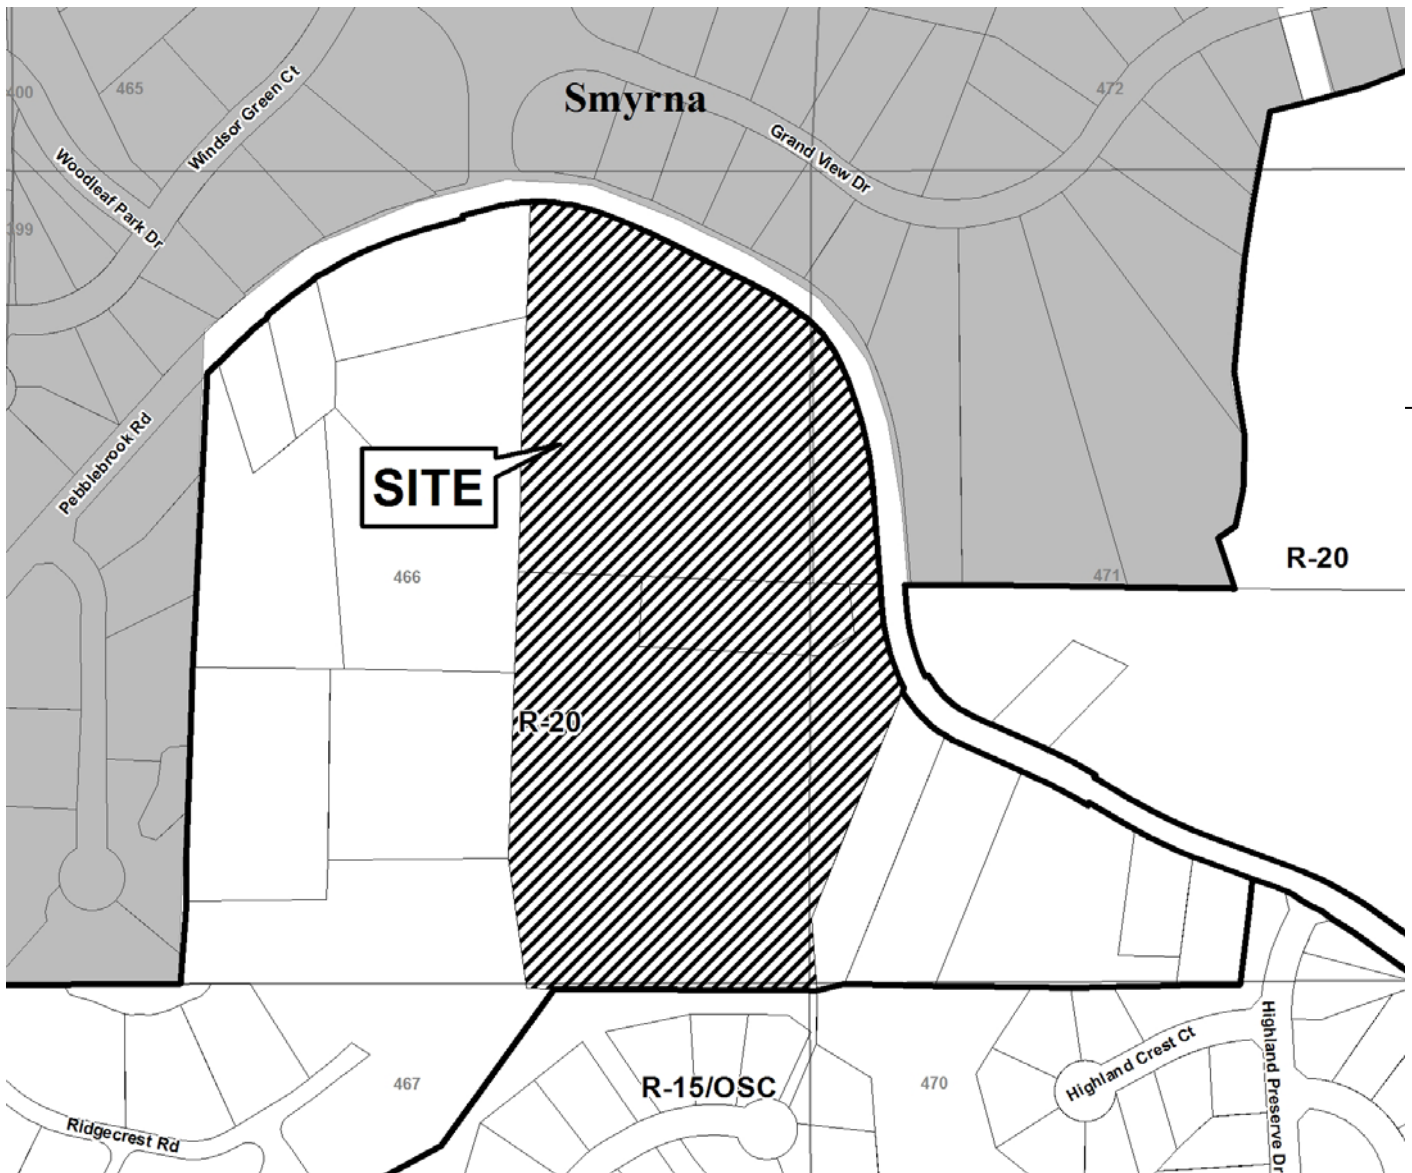 400
465
Windsor Green Ct
Smyrna
472
Grand View Dr
Woodleaf Park Dr
399
Pebblebrook Rd
SITE
466
471
R-20
R-20
467
R-15/OSC
470
Highland Crest Ct
Highland Preserve Dr
Ridgecrest Rd